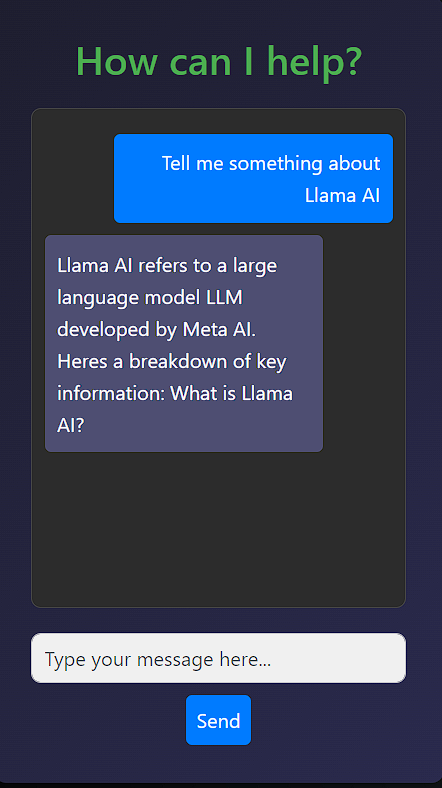 How can I help?
Tell me something about
Llama AI
Llama AI refers to a large
language model LLM
developed by Meta AI.
Heres a breakdown of key
information: What is Llama
AI?
Type your message here...
Send